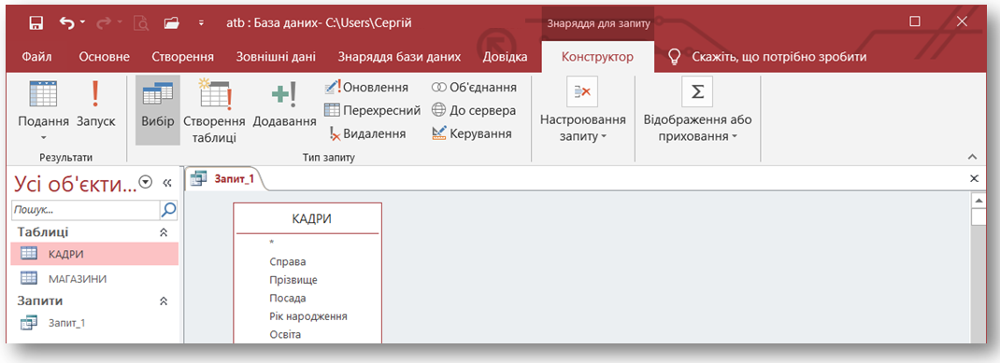 atb : База даних- C:\Users\Сергій
Знаряддя для запиту
Файл Основне Створення Зовнішні дані Знаряддя бази даних Довідка Конструктор Скажіть, що потрібно зробити
Подання Запуск
Результати
Вибір Створення таблиці Додавання
Оновлення
Перехресний
Видалення
Об'єднання
До сервера
Керування
Тип запиту
Настроювання
запиту
Відображення або
приховання
Усі об'єкти...
Пошук...
Таблиці
КАДРИ
МАГАЗИНИ
Запити
Запит_1
Запит_1
КАДРИ
*
Справа
Прізвище
Посада
Рік народження
Освіта